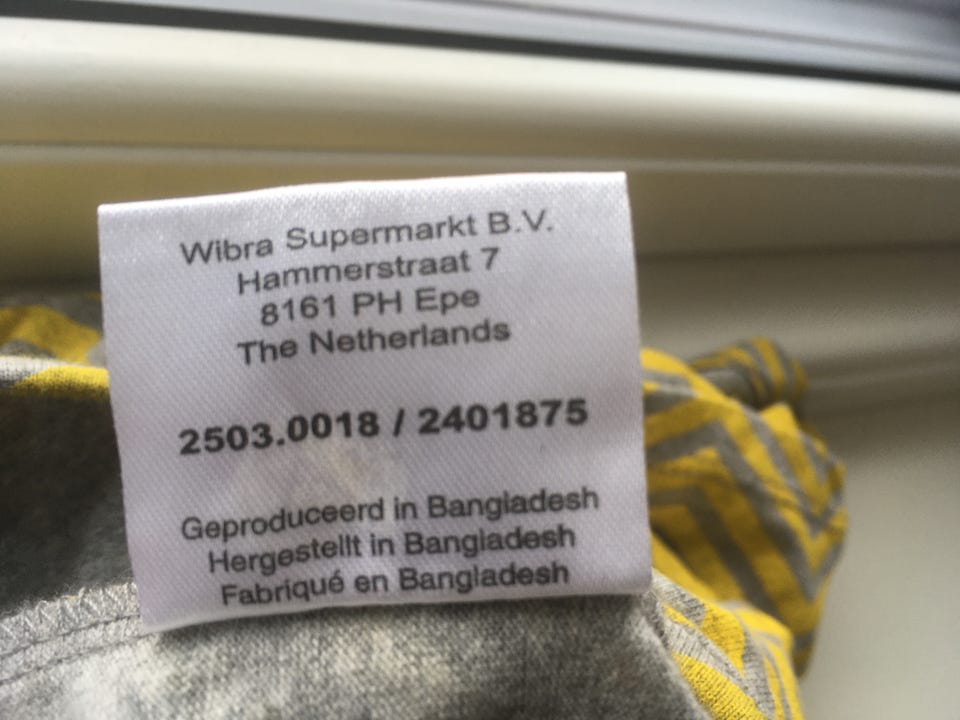 Wibra Supermarkt B.V.
Hammerstraat 7
8161 PH Epe
The Netherlands
2503.0018 / 2401875
Geproduceerd in Bangladesh
Hergestellt in Bangladesh
Fabriqué en Bangladesh